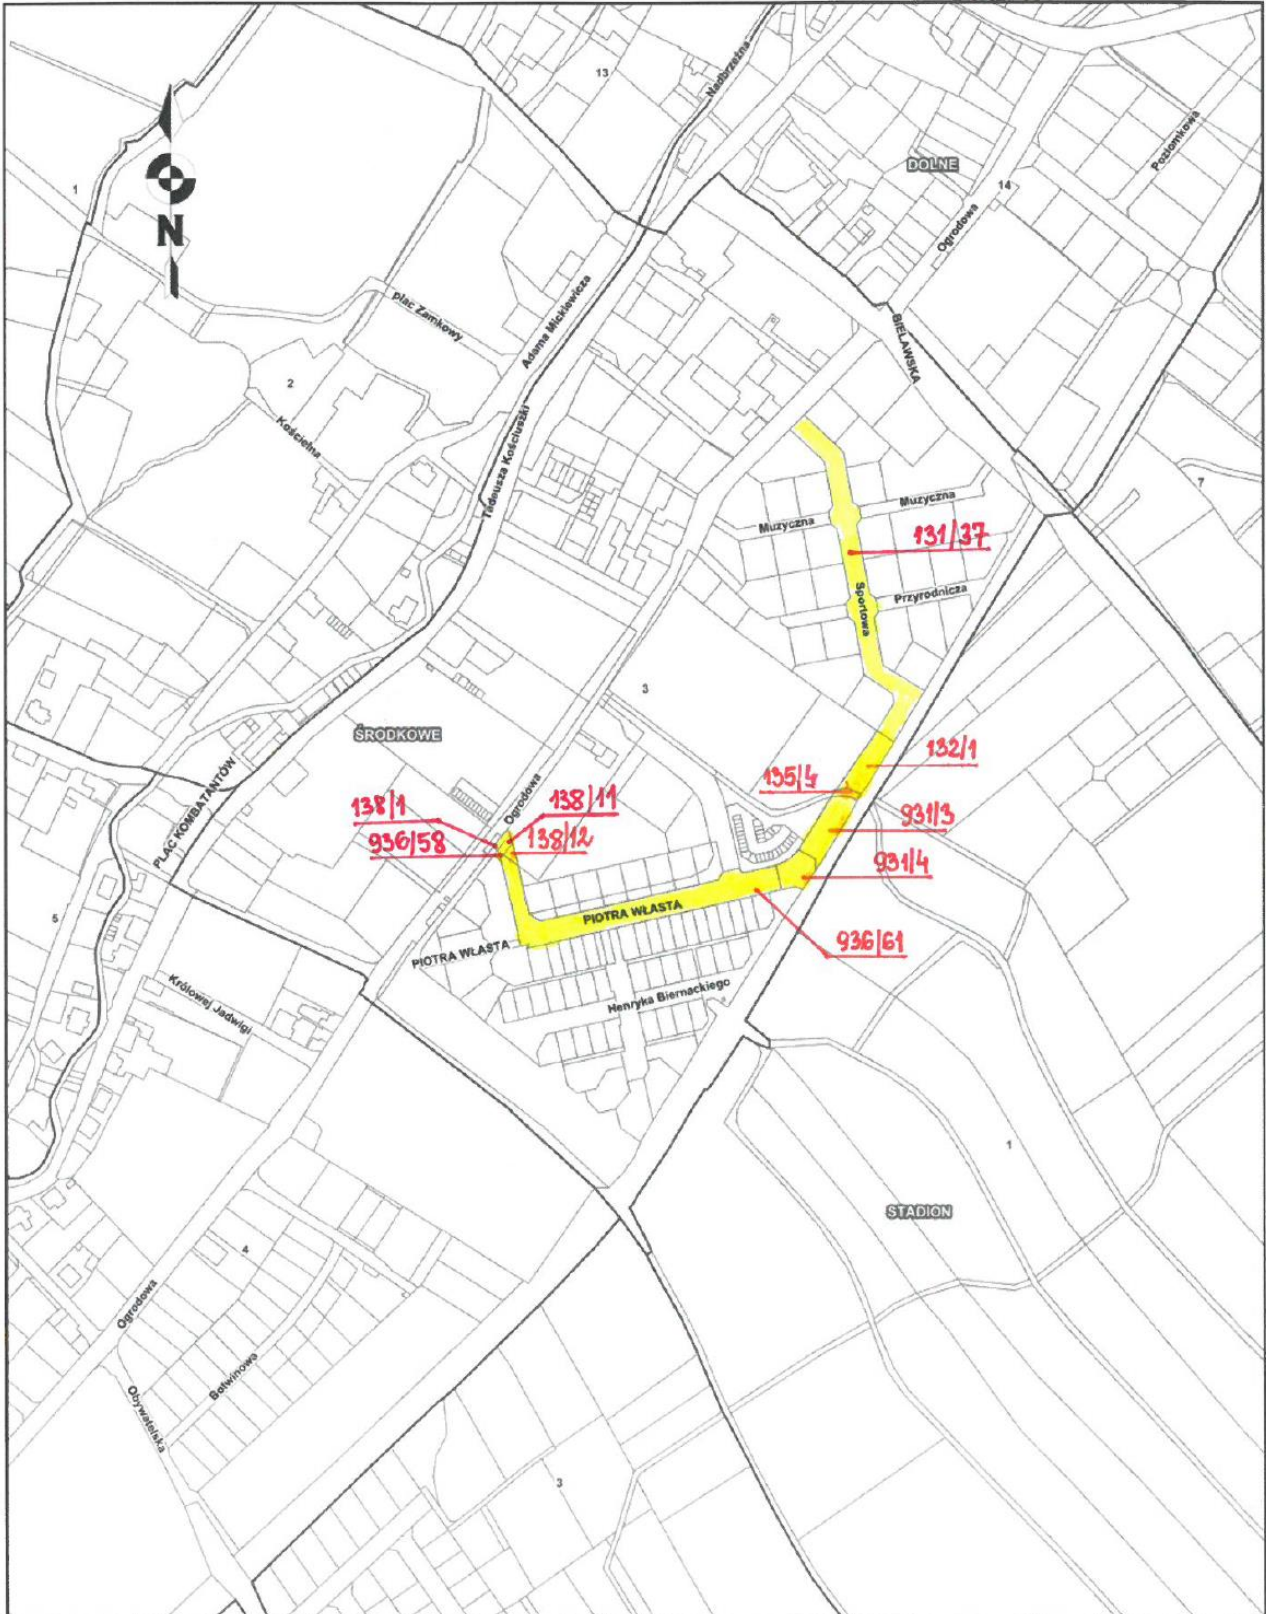 13
Nadbrzeźna
DOLNE
Poziomkowa
14
1
N
Ogrodowa
plac Zamkowy
Adama Mickiewicza
BIELAWSKA
2
Kościelna
Tadeusza Kościuszki
7
Muzyczna
Muzyczna
131/37
Sportowa
Przyrodnicza
3
ŚRODKOWE
132/1
135/4
PLAC KOMBATANTÓW
Ogrodowa
138/1
138/11
931/3
936/58
138/12
931/4
5
PIOTRA WŁASTA
PIOTRA WŁASTA
936/61
Królowej Jadwigi
Henryka Biernackiego
1
STADION
4
Ogrodowa
Botwinowa
Obywatelska
3